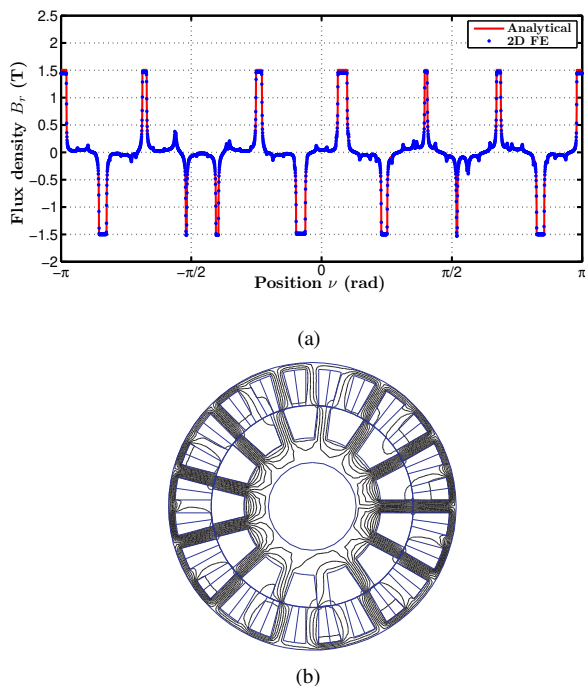 2.5
2
1.5
1
0.5
0
−0.5
−1
−1.5
−2
Flux density B_r (T)
Analytical
2D FE
−π
−π/2
0
π/2
π
Position ν (rad)
(a)
(b)